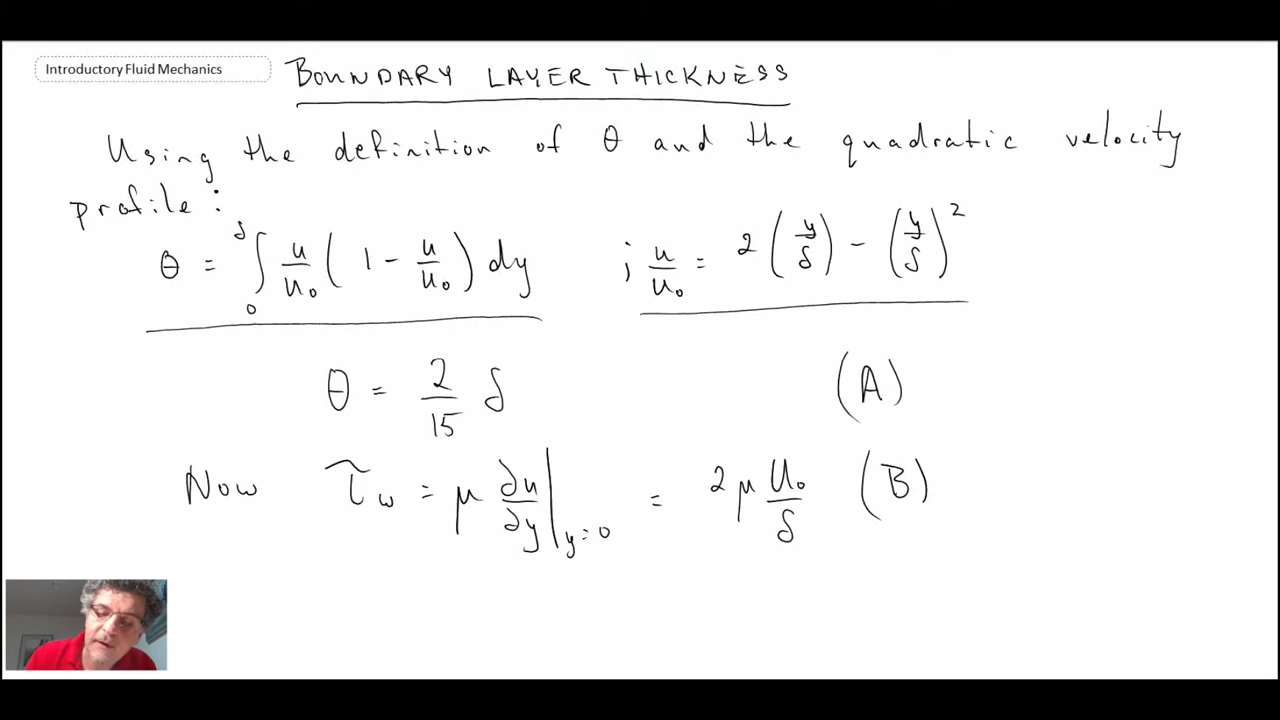 Introductory Fluid Mechanics
BOUNDARY LAYER THICKNESS
Using the definition of θ and the quadratic velocity
profile:
θ = ∫₀^δ u/u₀ (1 - u/u₀) dy ; u/u₀ = 2(y/δ) - (y/δ)²
θ = 2/15 δ (A)
Now τw = μ ∂u/∂y |y=0 = 2μ U₀/δ (B)